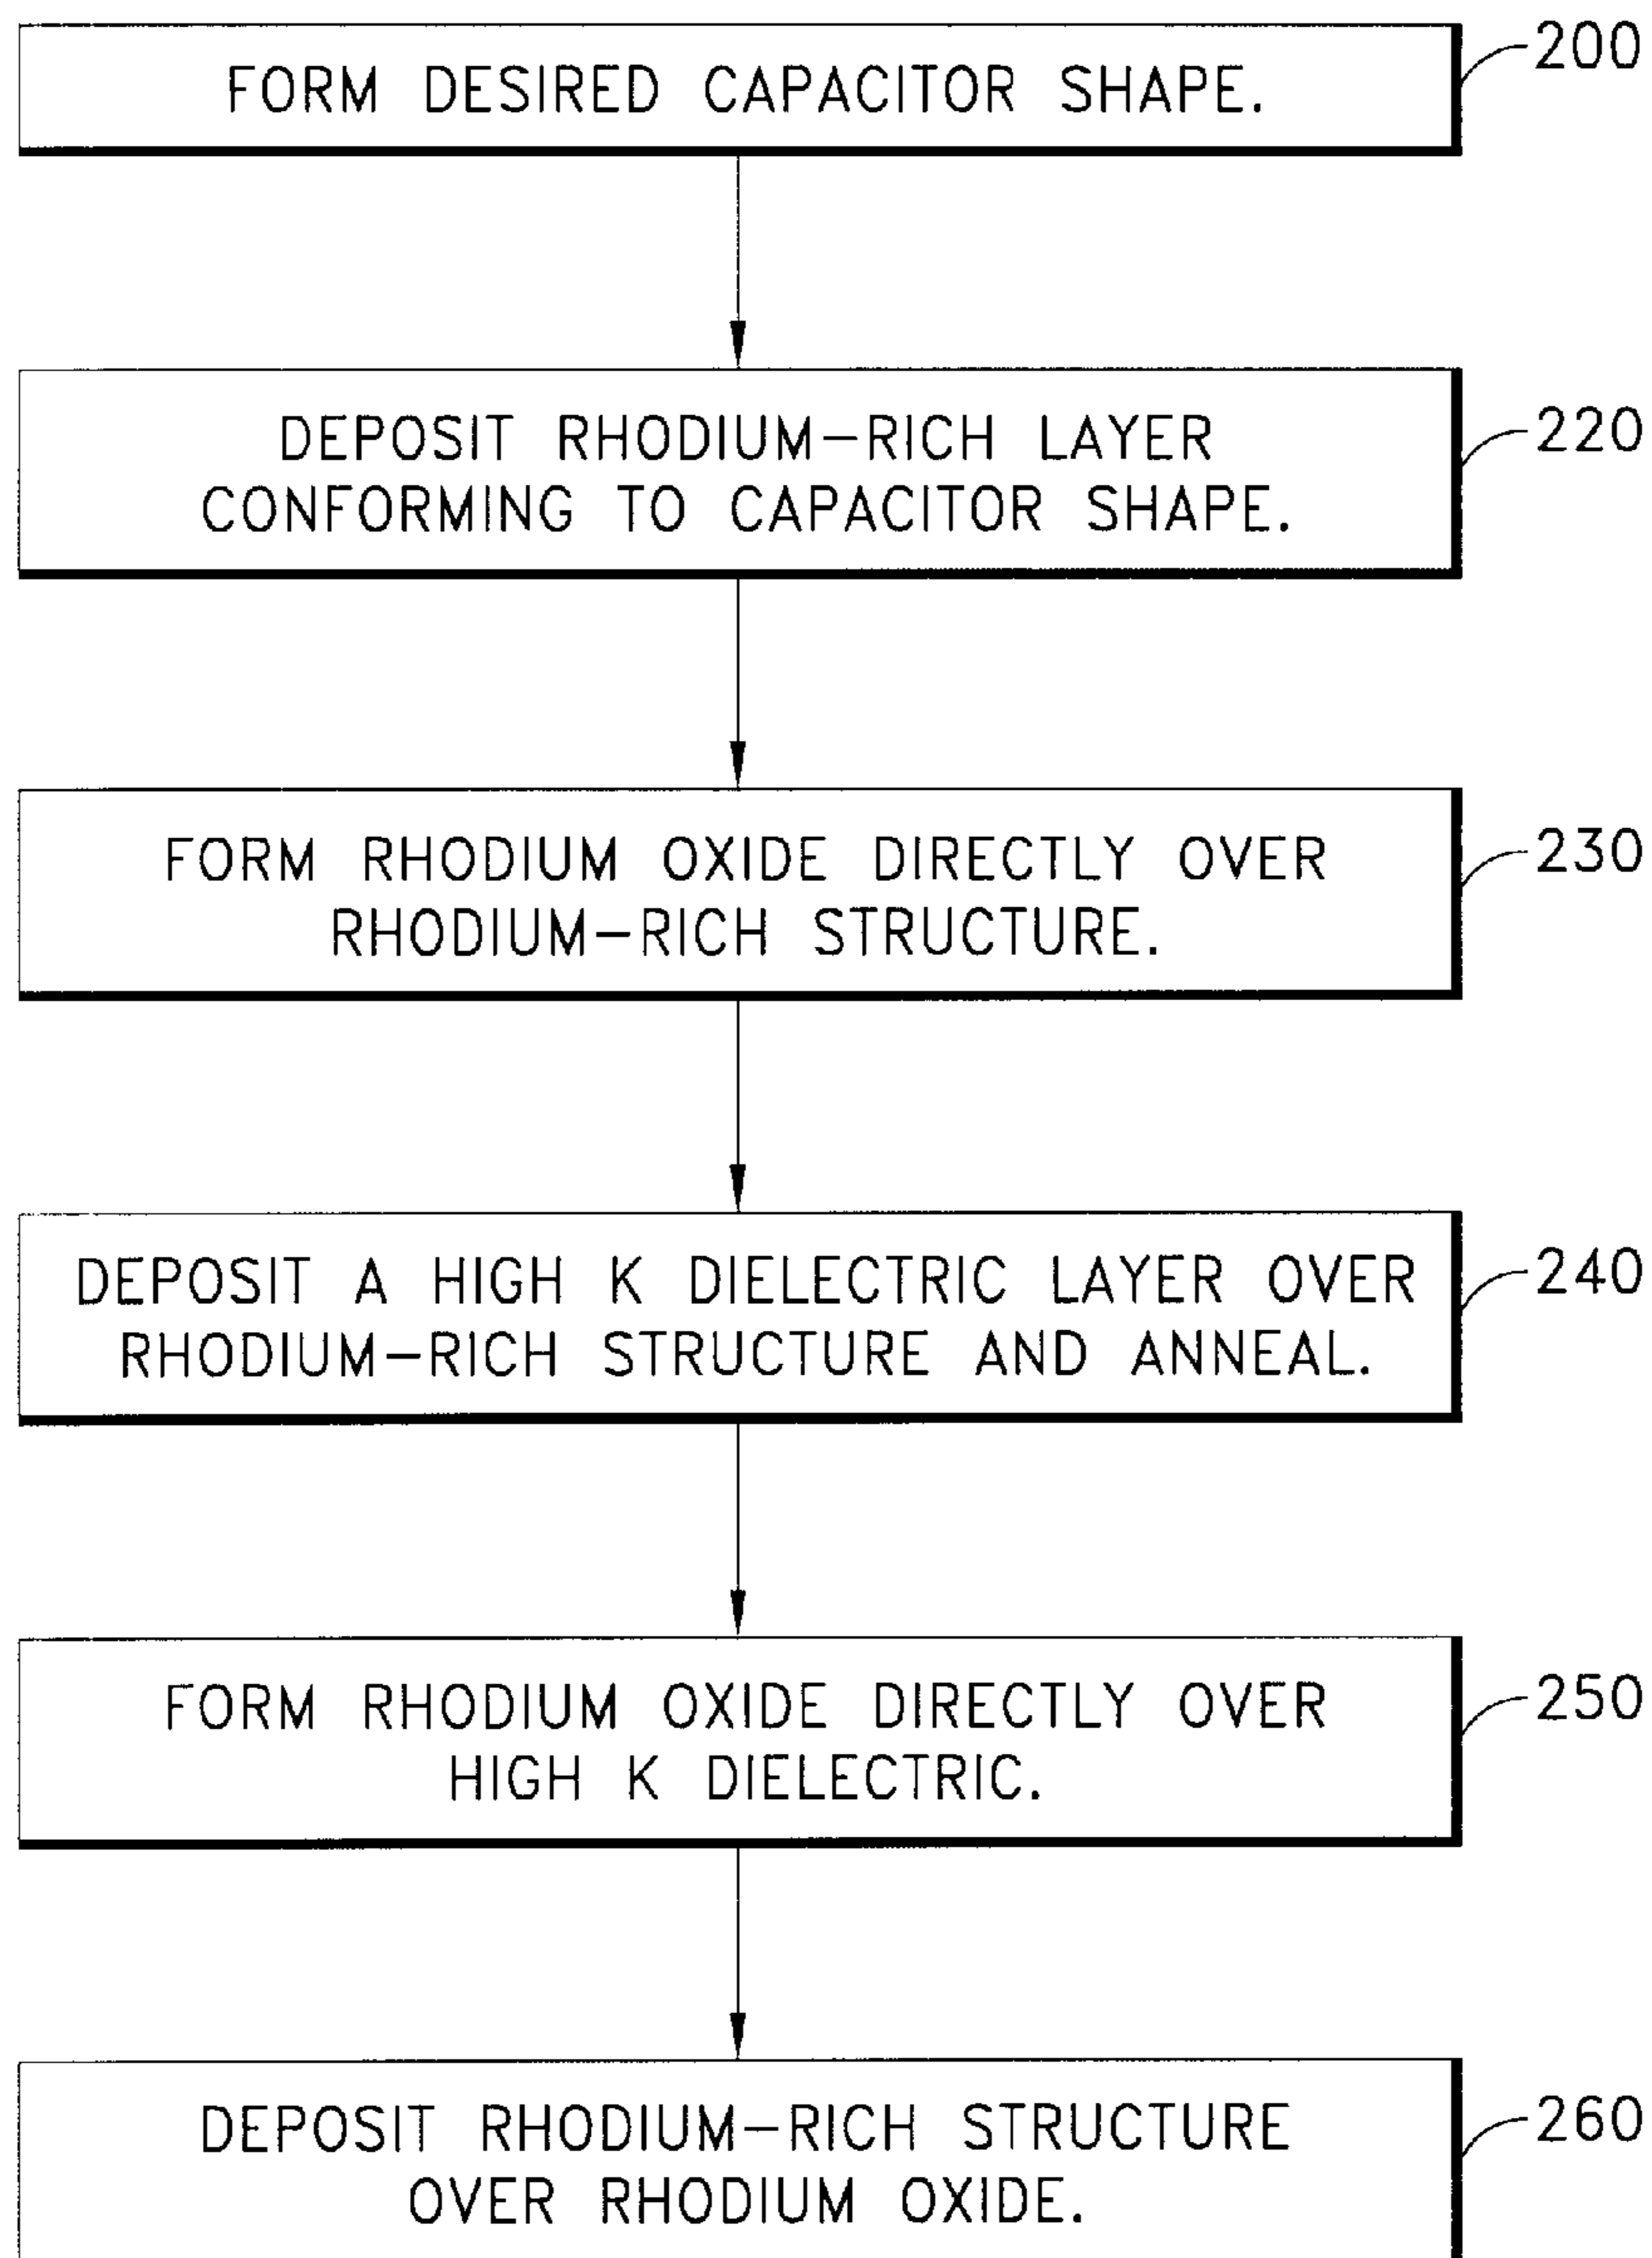 200
FORM DESIRED CAPACITOR SHAPE.
220
DEPOSIT RHODIUM-RICH LAYER
CONFORMING TO CAPACITOR SHAPE.
230
FORM RHODIUM OXIDE DIRECTLY OVER
RHODIUM-RICH STRUCTURE.
240
DEPOSIT A HIGH K DIELECTRIC LAYER OVER
RHODIUM-RICH STRUCTURE AND ANNEAL.
250
FORM RHODIUM OXIDE DIRECTLY OVER
HIGH K DIELECTRIC.
260
DEPOSIT RHODIUM-RICH STRUCTURE
OVER RHODIUM OXIDE.